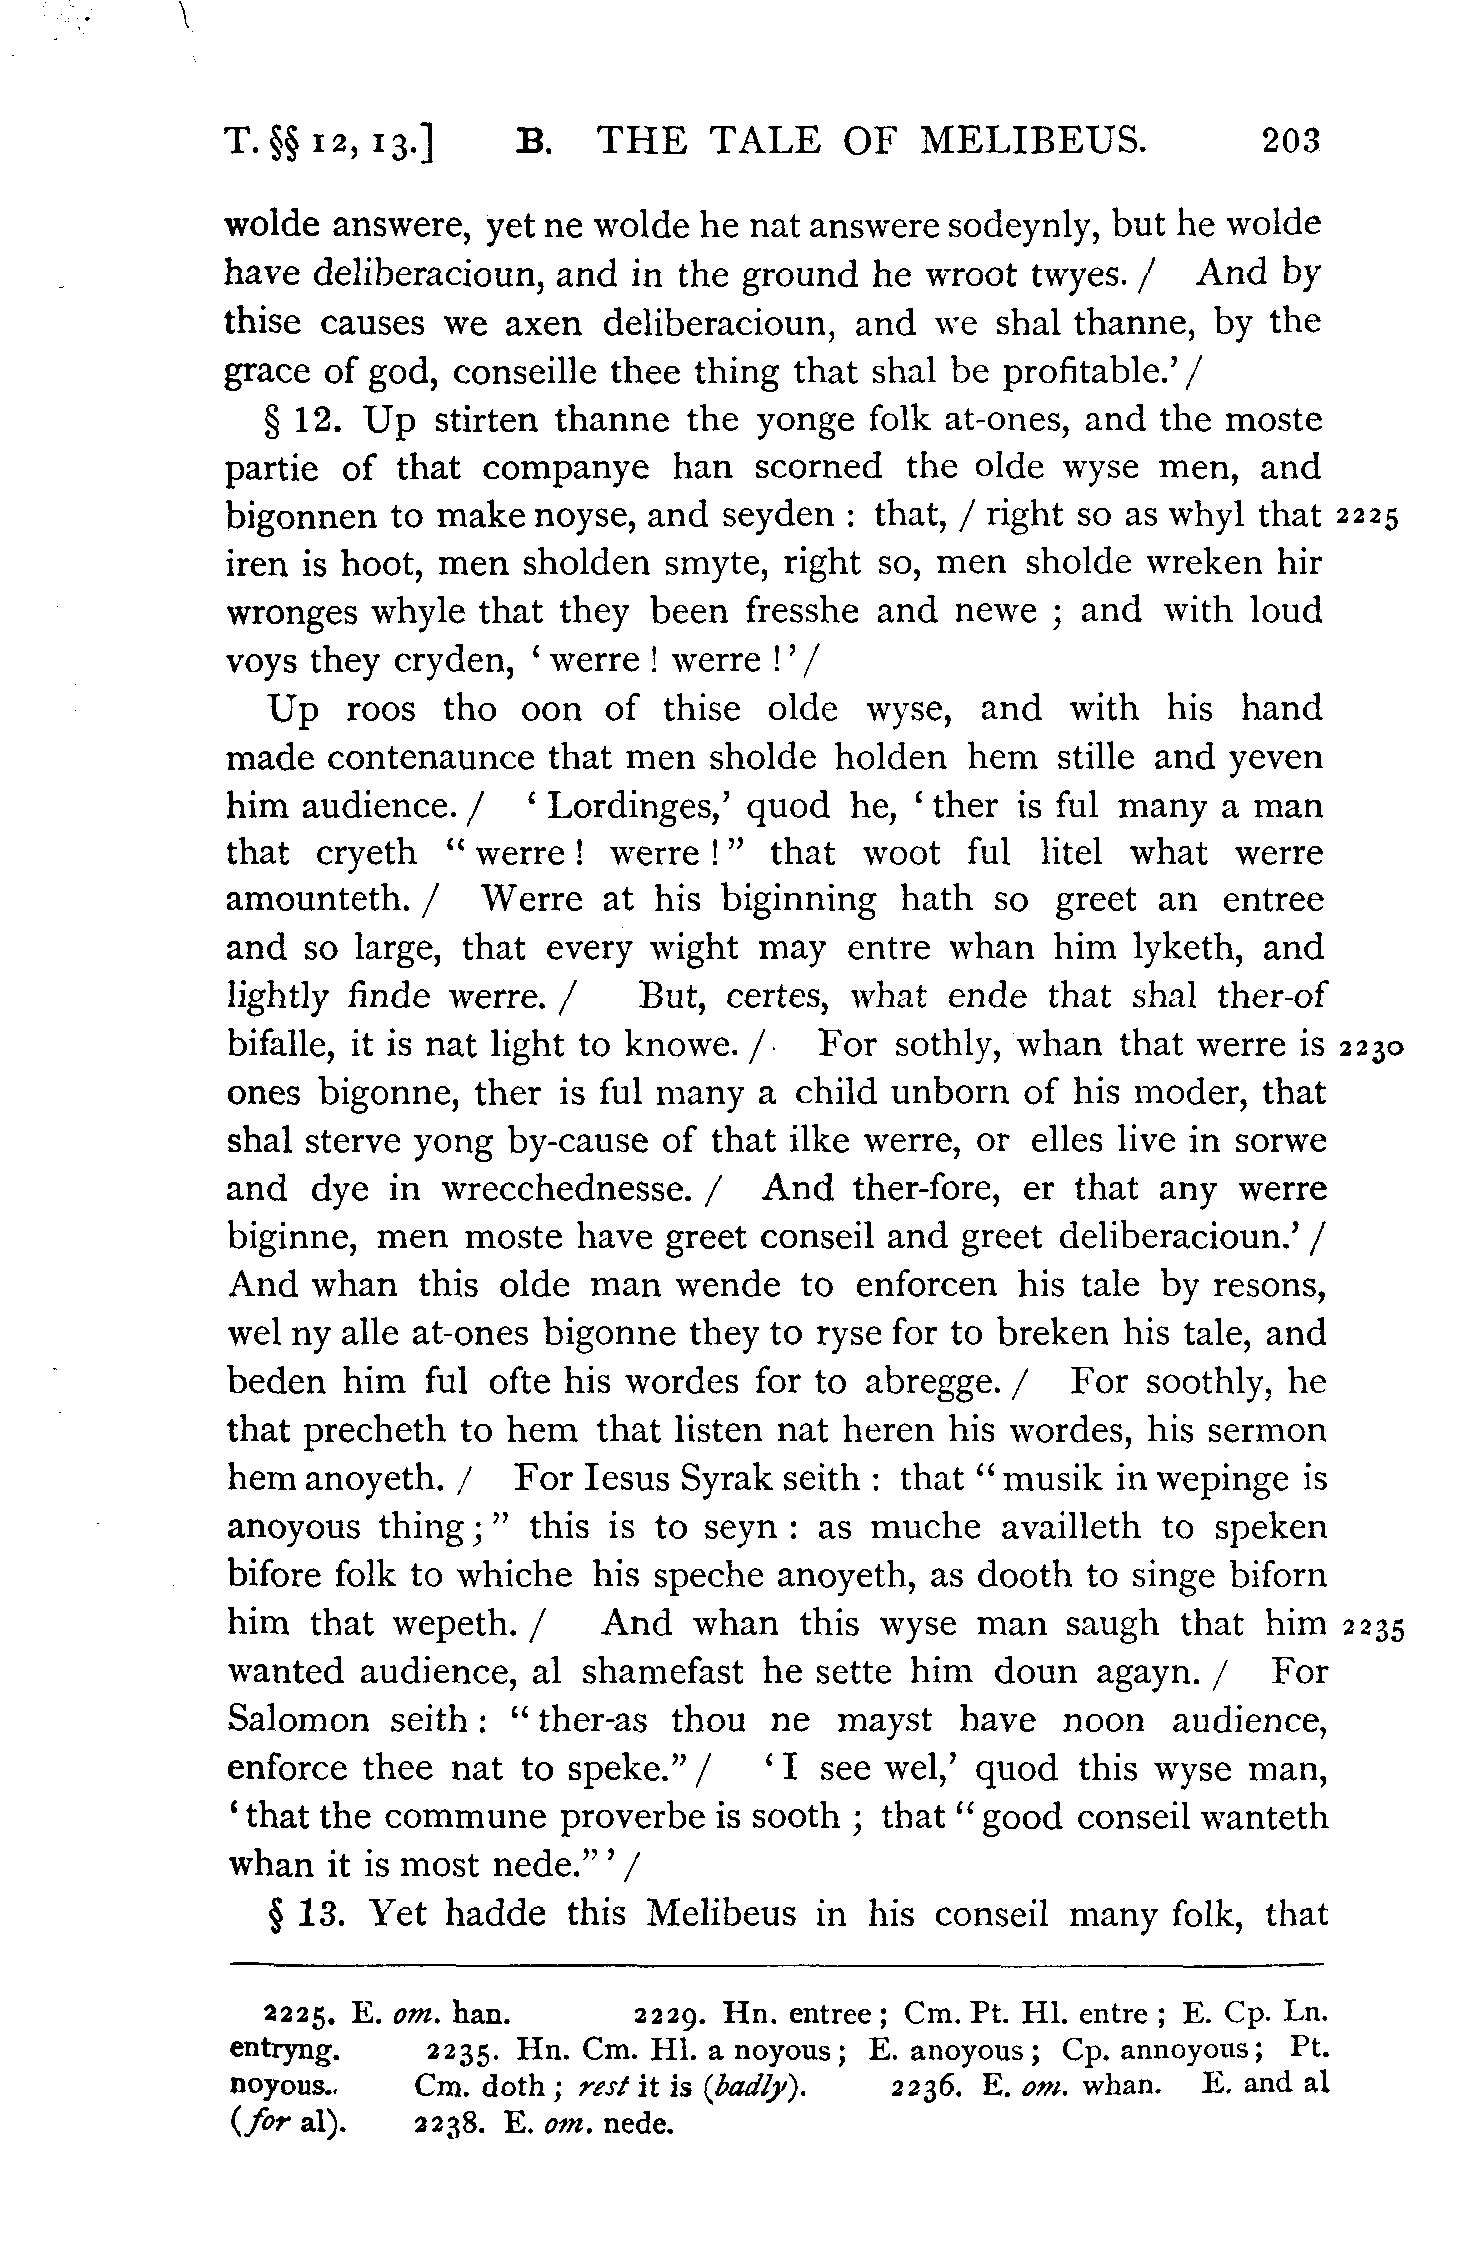 T. §§ 12, 13.] B. THE TALE OF MELIBEUS. 203
wolde answere, yet ne wolde he nat answere sodeynly, but he wolde
have deliberacioun, and in the ground he wroot twyes. / And by
thise causes we axen deliberacioun, and we shal thanne, by the
grace of god, conseille thee thing that shal be profitable.’ /
§ 12. Up stirten thanne the yonge folk at-ones, and the moste
partie of that companye han scorned the olde wyse men, and
bigonnen to make noyse, and seyden : that, / right so as whyl that 2225
iren is hoot, men sholden smyte, right so, men sholde wreken hir
wronges whyle that they been fresshe and newe ; and with loud
voys they cryden, ‘ werre ! werre ! ’ /
Up roos tho oon of thise olde wyse, and with his hand
made contenaunce that men sholde holden hem stille and yeven
him audience. / ‘ Lordinges,’ quod he, ‘ ther is ful many a man
that cryeth “ werre ! werre ! ” that woot ful litel what werre
amounteth. / Werre at his biginning hath so greet an entree
and so large, that every wight may entre whan him lyketh, and
lightly finde werre. / But, certes, what ende that shal ther-of
bifalle, it is nat light to knowe. / For sothly, whan that werre is 2230
ones bigonne, ther is ful many a child unborn of his moder, that
shal sterve yong by-cause of that ilke werre, or elles live in sorwe
and dye in wrecchednesse. / And ther-fore, er that any werre
biginne, men moste have greet conseil and greet deliberacioun.’ /
And whan this olde man wende to enforcen his tale by resons,
wel ny alle at-ones bigonne they to ryse for to breken his tale, and
beden him ful ofte his wordes for to abregge. / For soothly, he
that precheth to hem that listen nat heren his wordes, his sermon
hem anoyeth. / For Iesus Syrak seith : that “ musik in wepinge is
anoyous thing ; ” this is to seyn : as muche availleth to speken
bifore folk to whiche his speche anoyeth, as dooth to singe biforn
him that wepeth. / And whan this wyse man saugh that him 2235
wanted audience, al shamefast he sette him doun agayn. / For
Salomon seith : “ ther-as thou ne mayst have noon audience,
enforce thee nat to speke.” / ‘ I see wel,’ quod this wyse man,
‘ that the commune proverbe is sooth ; that “ good conseil wanteth
whan it is most nede.” ’ /
§ 13. Yet hadde this Melibeus in his conseil many folk, that
2225. E. om. han. 2229. Hn. entree ; Cm. Pt. Hl. entre ; E. Cp. Ln.
entryng. 2235. Hn. Cm. Hl. a noyous ; E. anoyous ; Cp. annoyous ; Pt.
noyous.. Cm. doth ; rest it is (badly). 2236. E. om. whan. E. and al
(for al). 2238. E. om. nede.